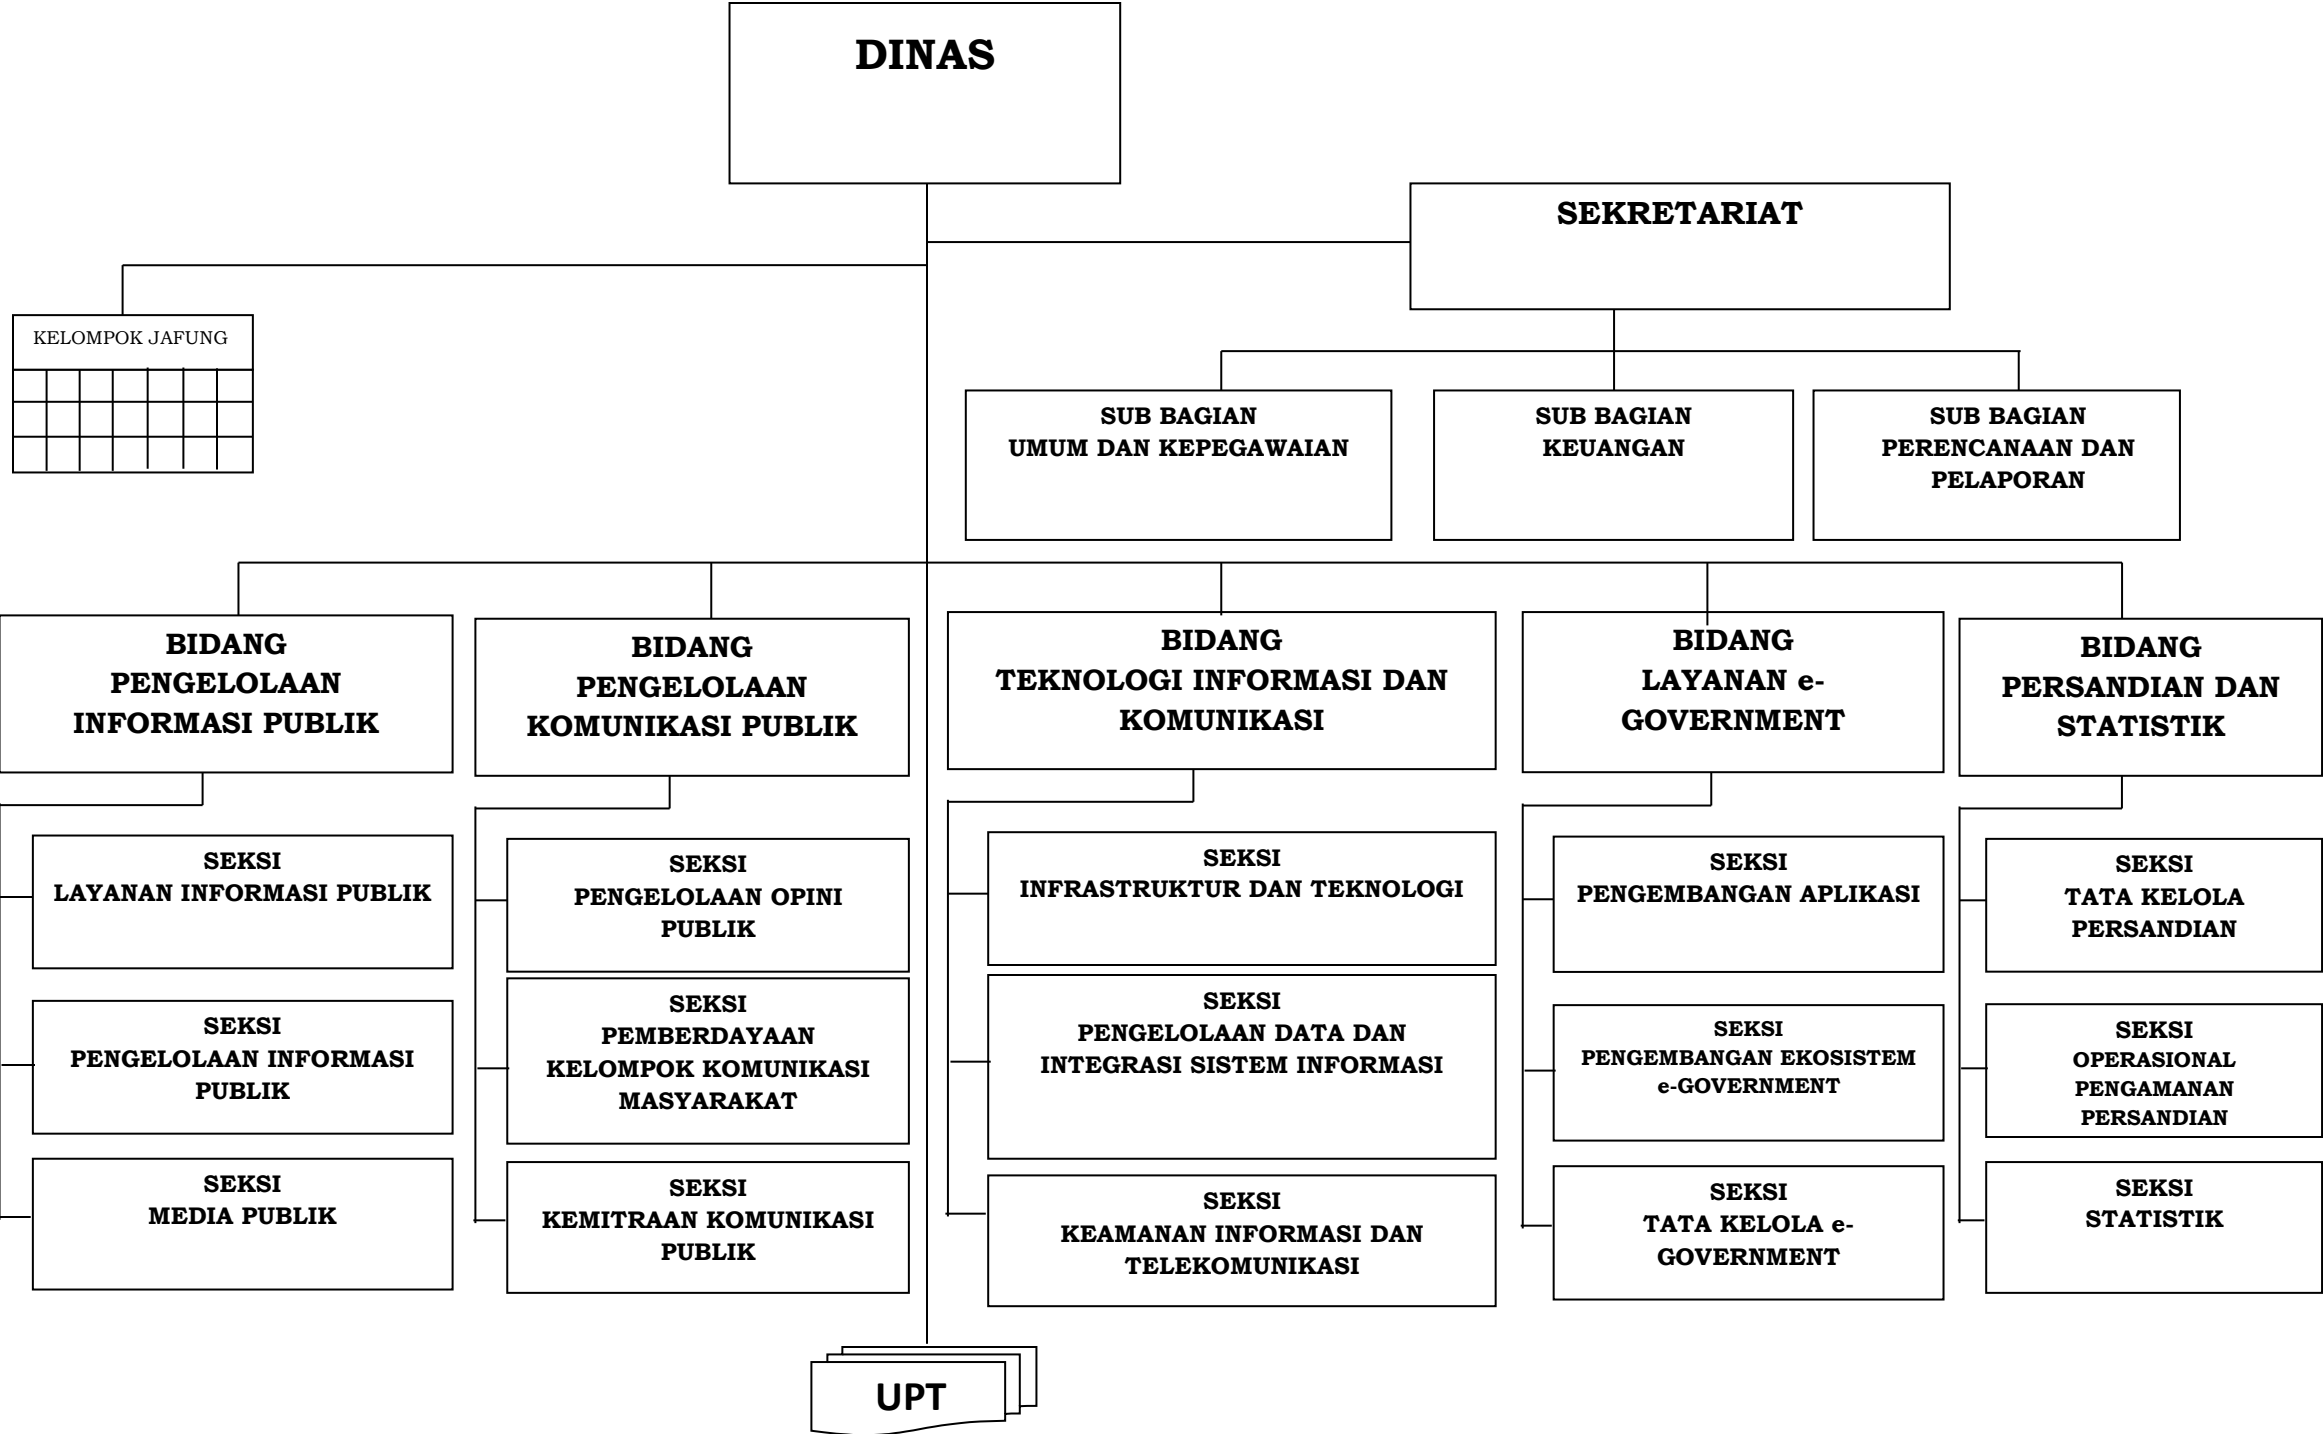 DINAS
SEKRETARIAT
KELOMPOK JAFUNG
SUB BAGIAN
UMUM DAN KEPEGAWAIAN
SUB BAGIAN
KEUANGAN
SUB BAGIAN
PERENCANAAN DAN
PELAPORAN
BIDANG
PENGELOLAAN
INFORMASI PUBLIK
BIDANG
PENGELOLAAN
KOMUNIKASI PUBLIK
BIDANG
TEKNOLOGI INFORMASI DAN
KOMUNIKASI
BIDANG
LAYANAN e-
GOVERNMENT
BIDANG
PERSANDIAN DAN
STATISTIK
SEKSI
LAYANAN INFORMASI PUBLIK
SEKSI
PENGELOLAAN OPINI
PUBLIK
SEKSI
INFRASTRUKTUR DAN TEKNOLOGI
SEKSI
PENGEMBANGAN APLIKASI
SEKSI
TATA KELOLA
PERSANDIAN
SEKSI
PENGELOLAAN INFORMASI
PUBLIK
SEKSI
PEMBERDAYAAN
KELOMPOK KOMUNIKASI
MASYARAKAT
SEKSI
PENGELOLAAN DATA DAN
INTEGRASI SISTEM INFORMASI
SEKSI
PENGEMBANGAN EKOSISTEM
e-GOVERNMENT
SEKSI
OPERASIONAL
PENGAMANAN
PERSANDIAN
SEKSI
MEDIA PUBLIK
SEKSI
KEMITRAAN KOMUNIKASI
PUBLIK
SEKSI
KEAMANAN INFORMASI DAN
TELEKOMUNIKASI
SEKSI
TATA KELOLA e-
GOVERNMENT
SEKSI
STATISTIK
UPT